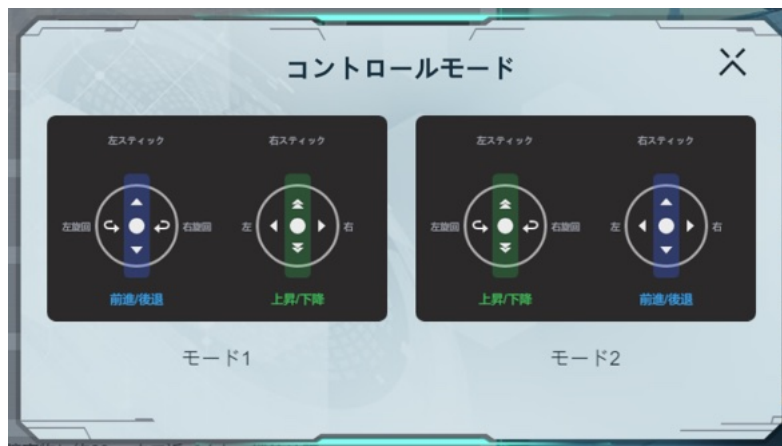 コントロールモード
左スティック
右スティック
左旋回
右旋回
左
右
前進/後退
上昇/下降
モード1
左スティック
右スティック
左旋回
右旋回
左
右
上昇/下降
前進/後退
モード2